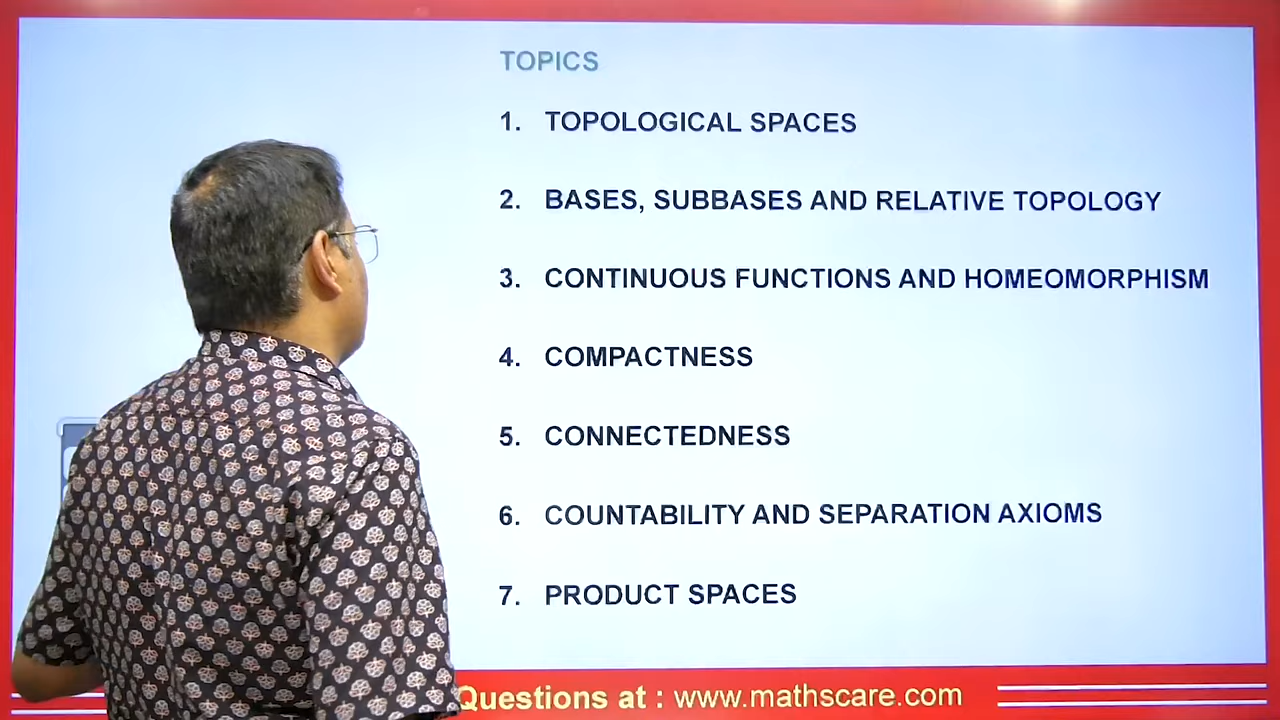 TOPICS
1. TOPOLOGICAL SPACES
2. BASES, SUBBASES AND RELATIVE TOPOLOGY
3. CONTINUOUS FUNCTIONS AND HOMEOMORPHISM
4. COMPACTNESS
5. CONNECTEDNESS
6. COUNTABILITY AND SEPARATION AXIOMS
7. PRODUCT SPACES
Questions at : www.mathscare.com